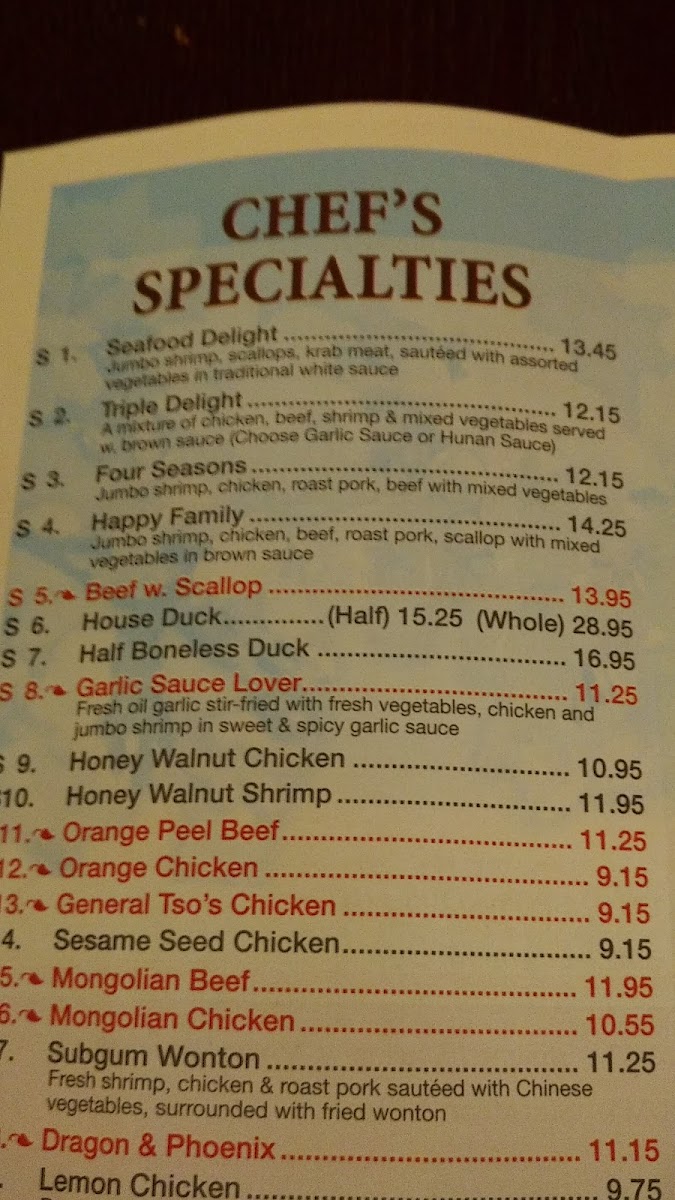 CHEF'S
SPECIALTIES
S 1. Seafood Delight ........................................ 13.45
Jumbo shrimp, scallops, krab meat, sautéed with assorted
vegetables in traditional white sauce
S 2. Triple Delight ............................................. 12.15
A mixture of chicken, beef, shrimp & mixed vegetables served
w. brown sauce (Choose Garlic Sauce or Hunan Sauce)
S 3. Four Seasons ............................................. 12.15
Jumbo shrimp, chicken, roast pork, beef with mixed vegetables
S 4. Happy Family ............................................. 14.25
Jumbo shrimp, chicken, beef, roast pork, scallop with mixed
vegetables in brown sauce
S 5. Beef w. Scallop ......................................... 13.95
S 6. House Duck..............(Half) 15.25 (Whole) 28.95
S 7. Half Boneless Duck .................................. 16.95
S 8. Garlic Sauce Lover.................................... 11.25
Fresh oil garlic stir-fried with fresh vegetables, chicken and
jumbo shrimp in sweet & spicy garlic sauce
S 9. Honey Walnut Chicken ............................. 10.95
10. Honey Walnut Shrimp ............................... 11.95
11. Orange Peel Beef...................................... 11.25
12. Orange Chicken ........................................... 9.15
13. General Tso's Chicken ................................. 9.15
4. Sesame Seed Chicken................................. 9.15
5. Mongolian Beef........................................... 11.95
6. Mongolian Chicken ..................................... 10.55
7. Subgum Wonton ......................................... 11.25
Fresh shrimp, chicken & roast pork sautéed with Chinese
vegetables, surrounded with fried wonton
. Dragon & Phoenix........................................ 11.15
. Lemon Chicken ............................................... 9.75